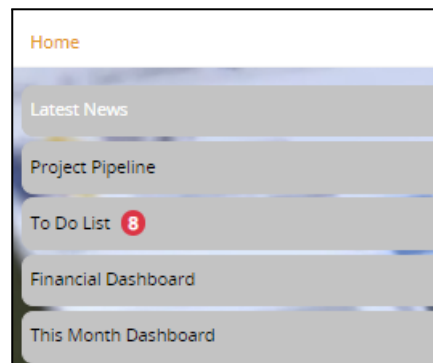 Home
Latest News
Project Pipeline
To Do List 8
Financial Dashboard
This Month Dashboard